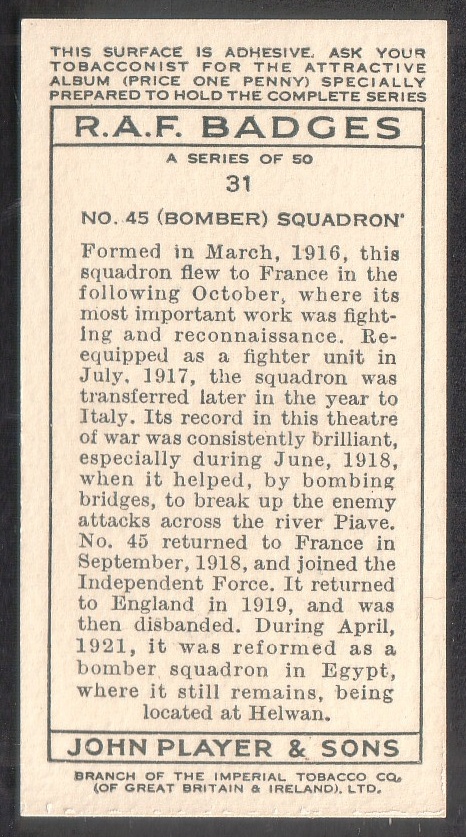 THIS SURFACE IS ADHESIVE. ASK YOUR
TOBACCONIST FOR THE ATTRACTIVE
ALBUM (PRICE ONE PENNY) SPECIALLY
PREPARED TO HOLD THE COMPLETE SERIES
R.A.F. BADGES
A SERIES OF 50
31
NO. 45 (BOMBER) SQUADRON
Formed in March, 1916, this
squadron flew to France in the
following October, where its
most important work was fight-
ing and reconnaissance. Re-
equipped as a fighter unit in
July, 1917, the squadron was
transferred later in the year to
Italy. Its record in this theatre
of war was consistently brilliant,
especially during June, 1918,
when it helped, by bombing
bridges, to break up the enemy
attacks across the river Piave.
No. 45 returned to France in
September, 1918, and joined the
Independent Force. It returned
to England in 1919, and was
then disbanded. During April,
1921, it was reformed as a
bomber squadron in Egypt,
where it still remains, being
located at Helwan.
JOHN PLAYER & SONS
BRANCH OF THE IMPERIAL TOBACCO CO.
(OF GREAT BRITAIN & IRELAND), LTD.